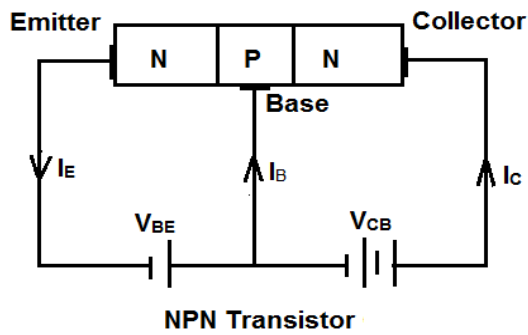 Emitter
Collector
N P N
Base
IE
IB
IC
VBE
VCB
NPN Transistor